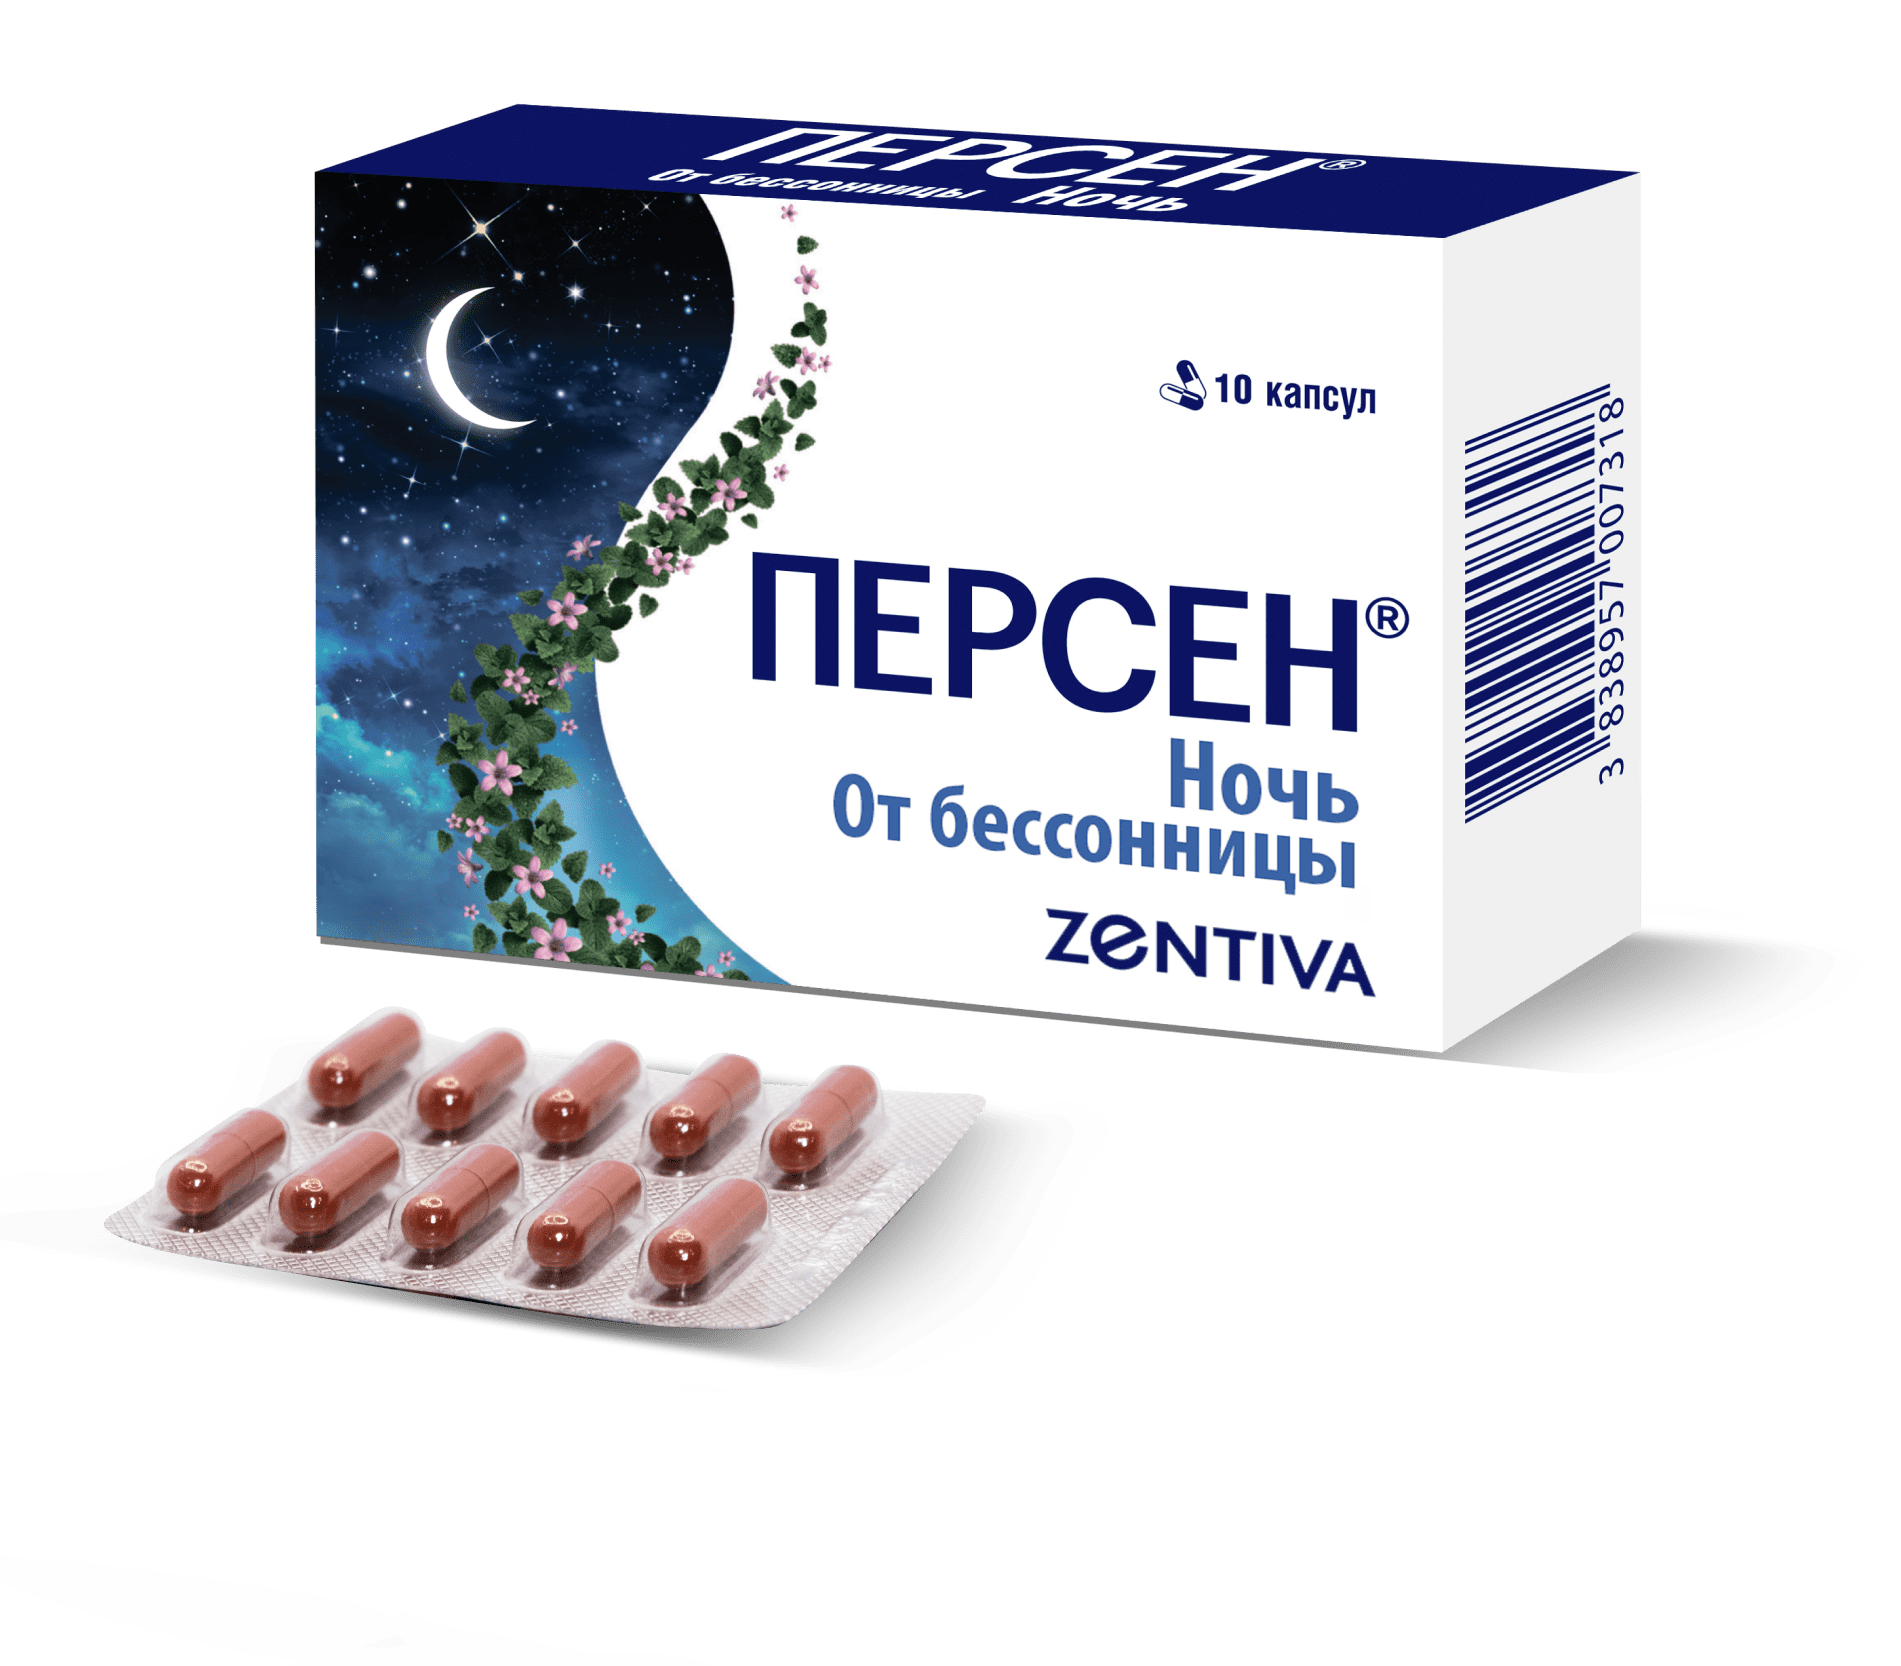 ПЕРСЕН®
От бессонницы Ночь
10 капсул
ПЕРСЕН®
Ночь
От бессонницы
ZENTIVA
3 838957 007318